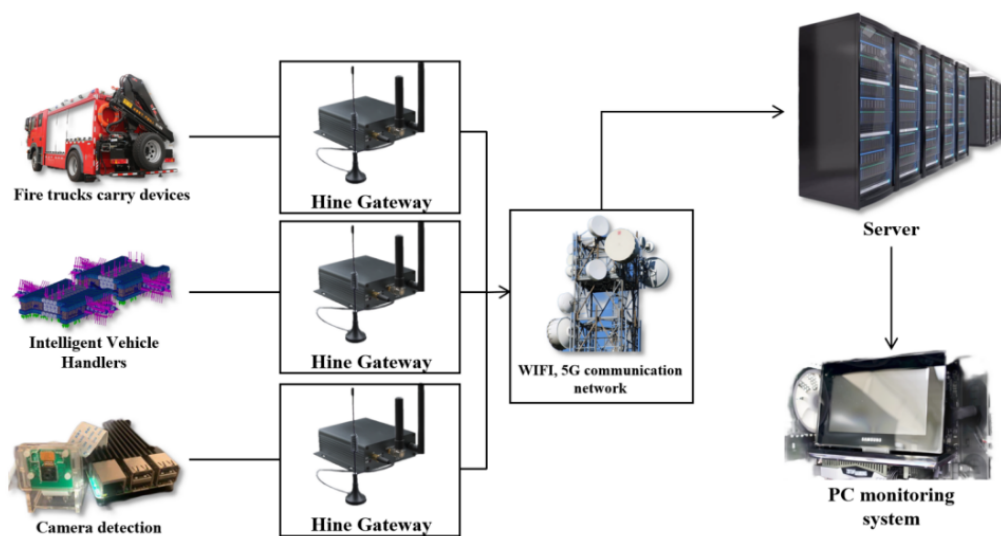 Fire trucks carry devices
Hine Gateway
Intelligent Vehicle
Handlers
Hine Gateway
Camera detection
Hine Gateway
WIFI, 5G communication
network
Server
PC monitoring
system